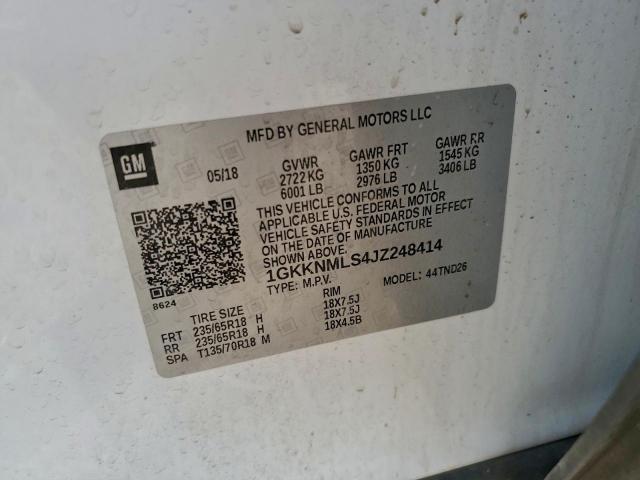 MFD BY GENERAL MOTORS LLC
GM
05/18 GVWR GAWR FRT GAWR RR
2722 KG 1350 KG 1545 KG
6001 LB 2976 LB 3406 LB
THIS VEHICLE CONFORMS TO ALL
APPLICABLE U.S. FEDERAL MOTOR
VEHICLE SAFETY STANDARDS IN EFFECT
ON THE DATE OF MANUFACTURE
SHOWN ABOVE.
1GKKNMLS4JZ248414
TYPE: M.P.V. MODEL: 44TND26
8624
TIRE SIZE RIM
FRT 235/65R18 H 18X7.5J
RR 235/65R18 H 18X7.5J
SPA T135/70R18 M 18X4.5B